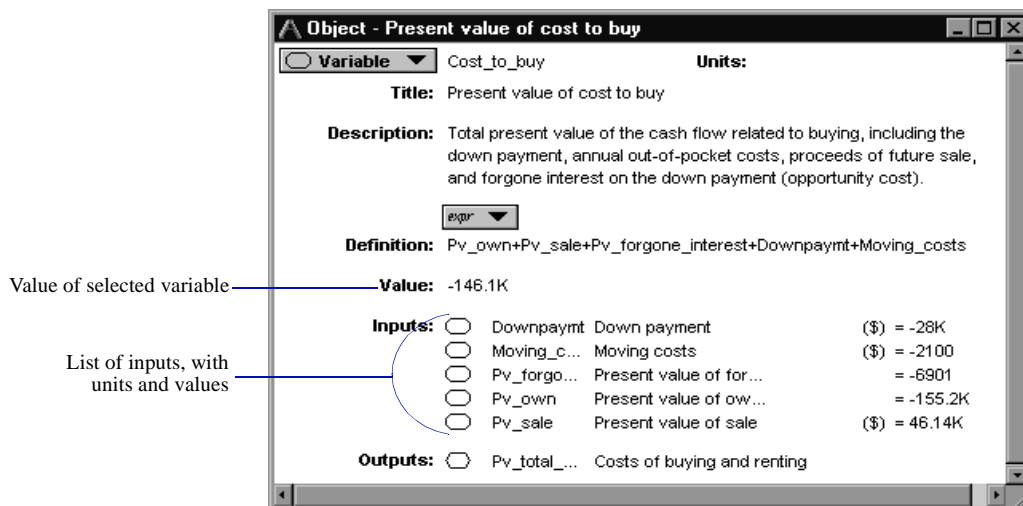 Object - Present value of cost to buy
Variable Cost_to_buy Units:
Title: Present value of cost to buy
Description: Total present value of the cash flow related to buying, including the
down payment, annual out-of-pocket costs, proceeds of future sale,
and forgone interest on the down payment (opportunity cost).
expr
Definition: Pv_own+Pv_sale+Pv_forgone_interest+Downpaymt+Moving_costs
Value of selected variable Value: -146.1K
List of inputs, with
units and values
Inputs: Downpaymt Down payment ($) = -28K
Moving_c... Moving costs ($) = -2100
Pv_forgo... Present value of for... = -6901
Pv_own Present value of ow... = -155.2K
Pv_sale Present value of sale ($) = 46.14K
Outputs: Pv_total_... Costs of buying and renting